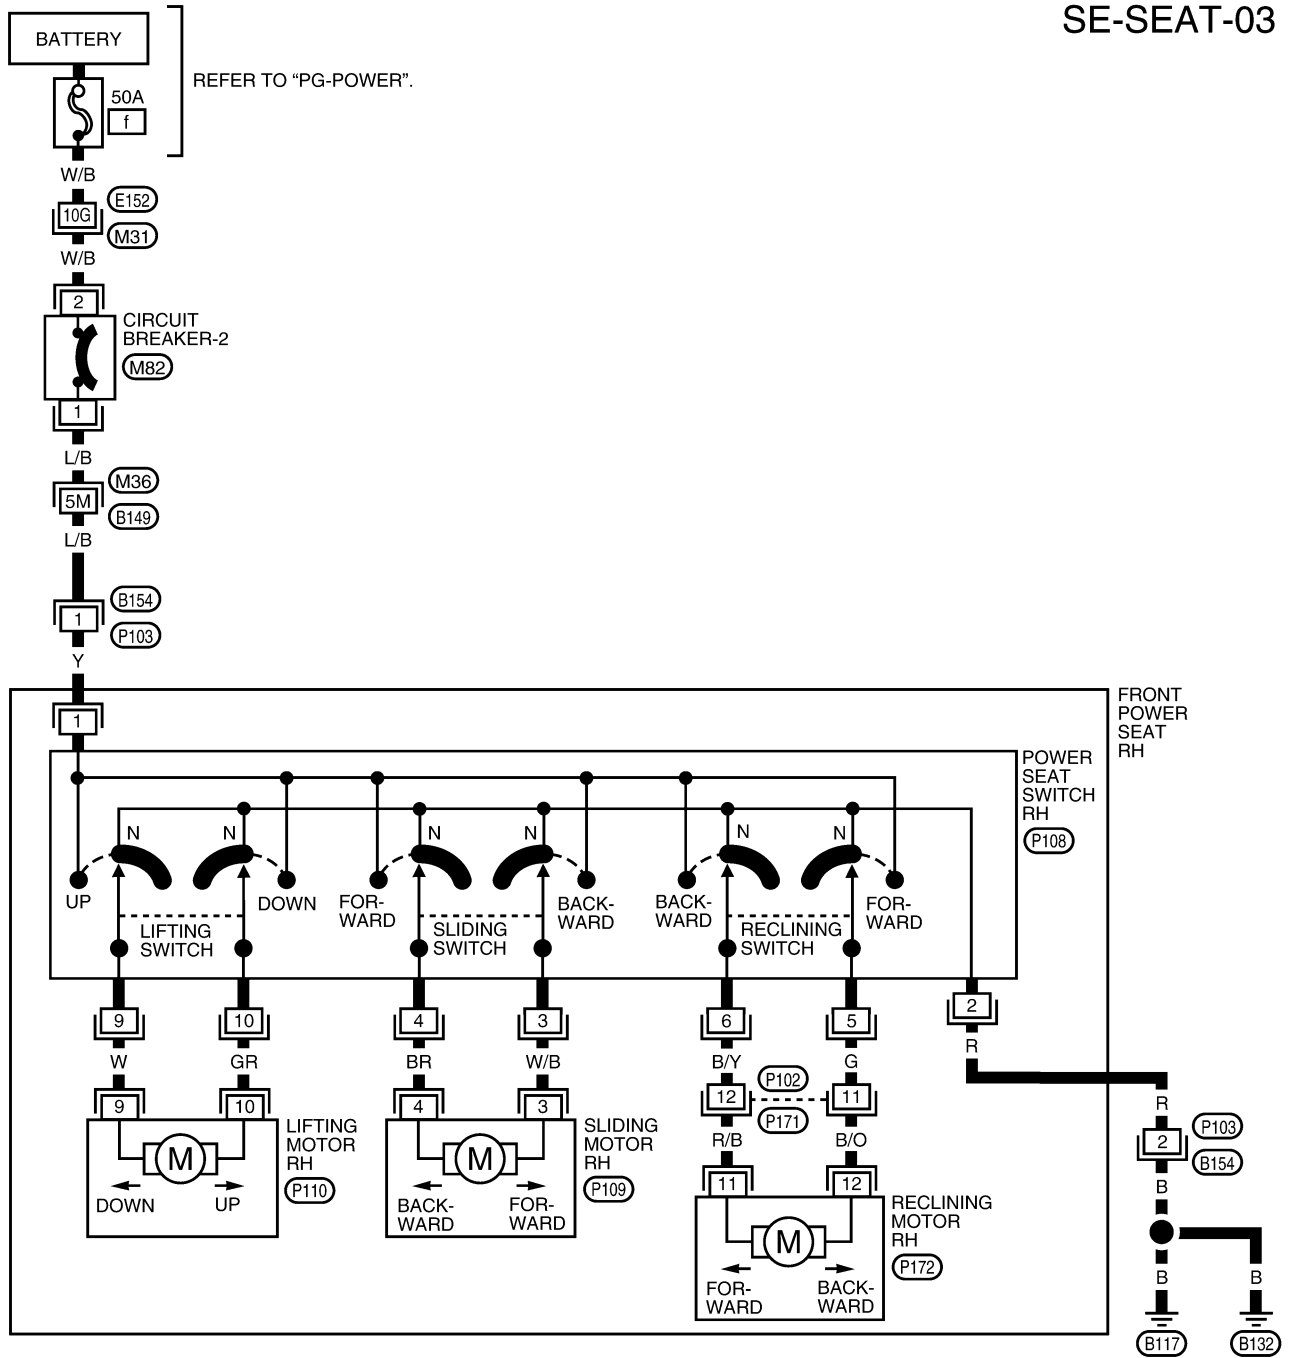 SE-SEAT-03
BATTERY
REFER TO “PG-POWER”.
50A
f
W/B
E152
10G
M31
W/B
2
CIRCUIT
BREAKER-2
M82
1
L/B
M36
5M
B149
L/B
B154
1
P103
Y
FRONT
POWER
SEAT
RH
1
POWER
SEAT
SWITCH
RH
P108
N N N N N N
UP DOWN
FOR-
WARD
BACK-
WARD
BACK-
WARD
FOR-
WARD
LIFTING
SWITCH
SLIDING
SWITCH
RECLINING
SWITCH
9 10 4 3 6 5 2
W GR BR W/B B/Y G R
P102
12 11
P171
R/B B/O
9 10 4 3
11 12
LIFTING
MOTOR
RH
P110
M
DOWN UP
SLIDING
MOTOR
RH
P109
M
BACK-
WARD
FOR-
WARD
RECLINING
MOTOR
RH
P172
M
FOR-
WARD
BACK-
WARD
R
P103
2
B154
B
B B
B117 B132